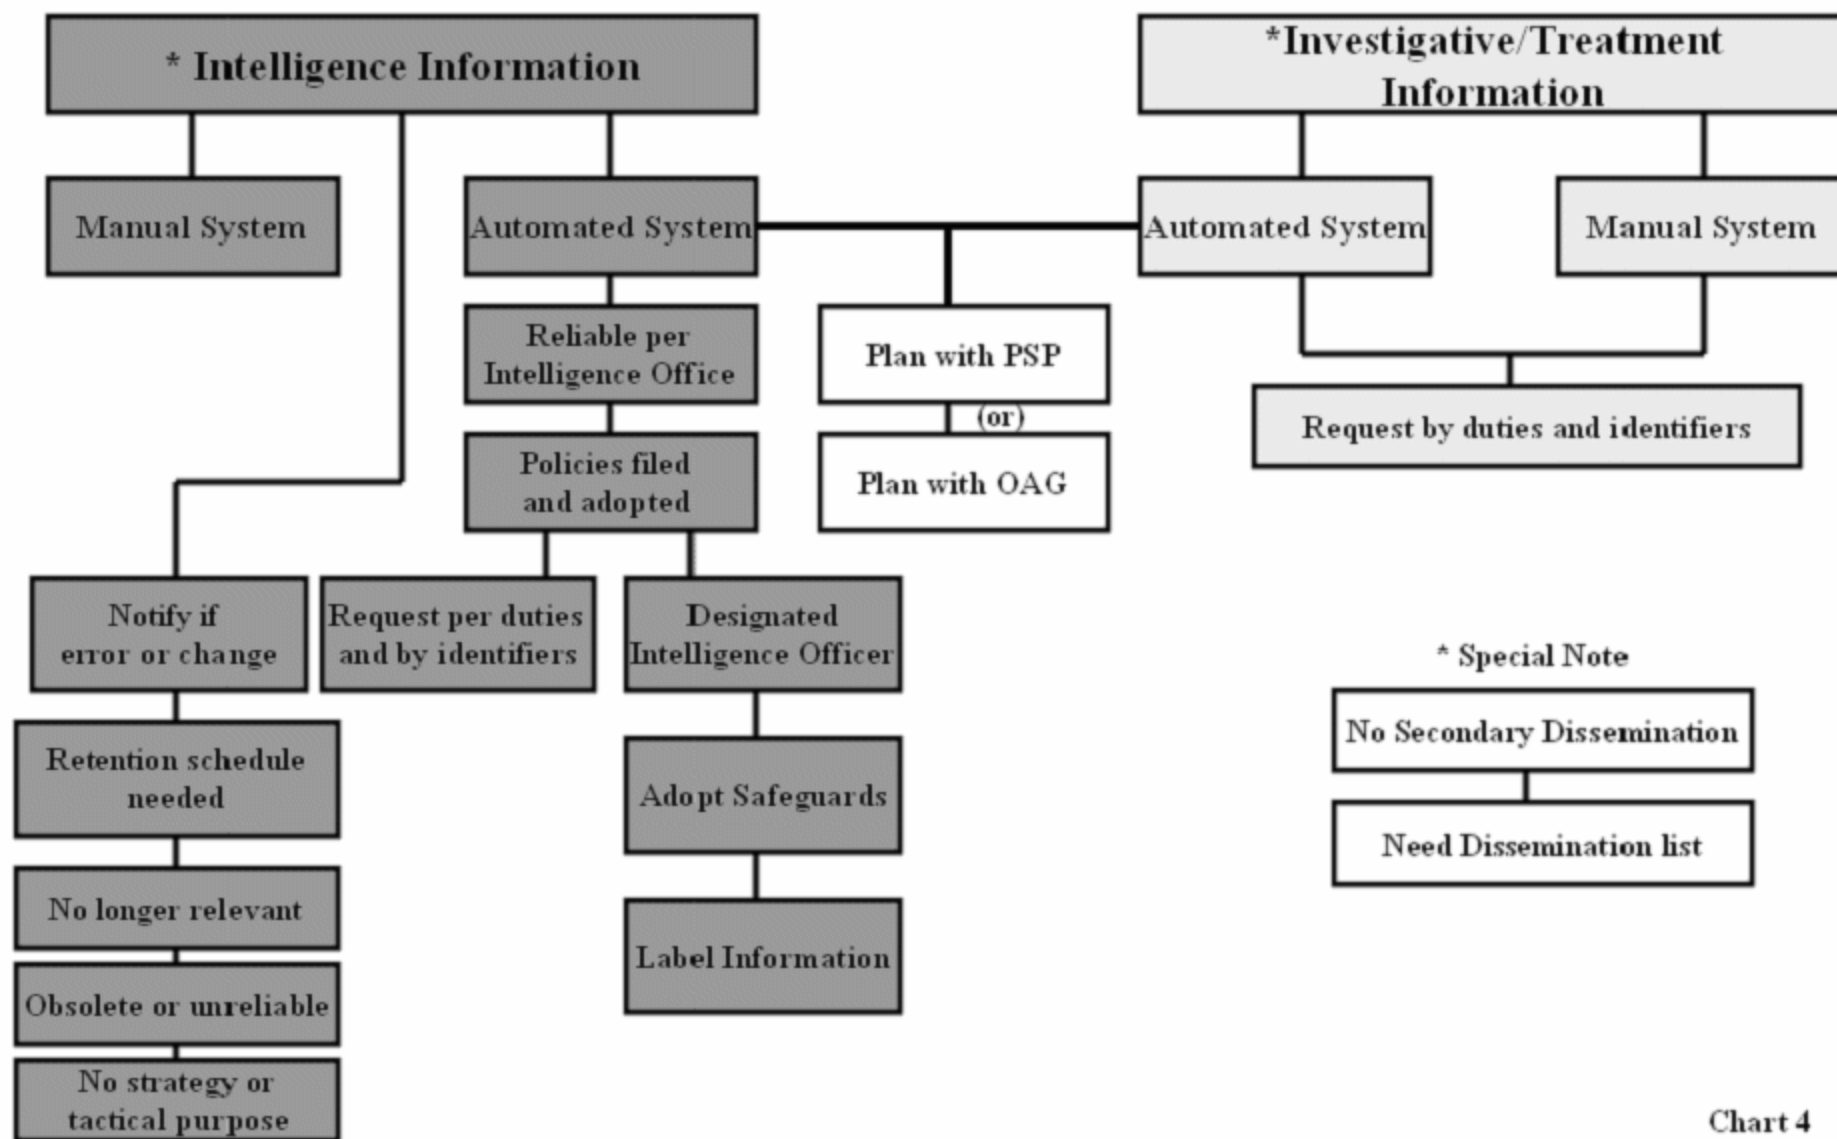 * Intelligence Information
*Investigative/Treatment
Information
Manual System
Automated System
Automated System
Manual System
Reliable per
Intelligence Office
Plan with PSP
(or)
Plan with OAG
Request by duties and identifiers
Policies filed
and adopted
Notify if
error or change
Request per duties
and by identifiers
Designated
Intelligence Officer
Retention schedule
needed
Adopt Safeguards
No longer relevant
Label Information
Obsolete or unreliable
No strategy or
tactical purpose
* Special Note
No Secondary Dissemination
Need Dissemination list
Chart 4